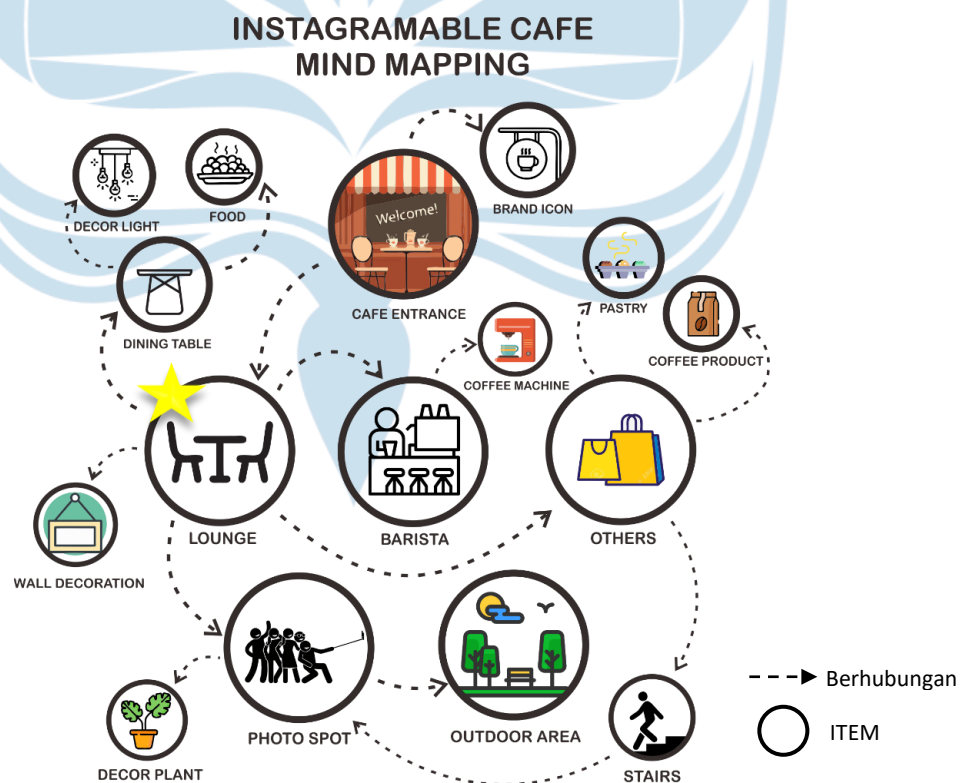 INSTAGRAMABLE CAFE
MIND MAPPING
DECOR LIGHT
FOOD
BRAND ICON
Welcome!
DINING TABLE
CAFE ENTRANCE
PASTRY
COFFEE MACHINE
COFFEE PRODUCT
LOUNGE
BARISTA
OTHERS
WALL DECORATION
PHOTO SPOT
OUTDOOR AREA
DECOR PLANT
STAIRS
Berhubungan
ITEM